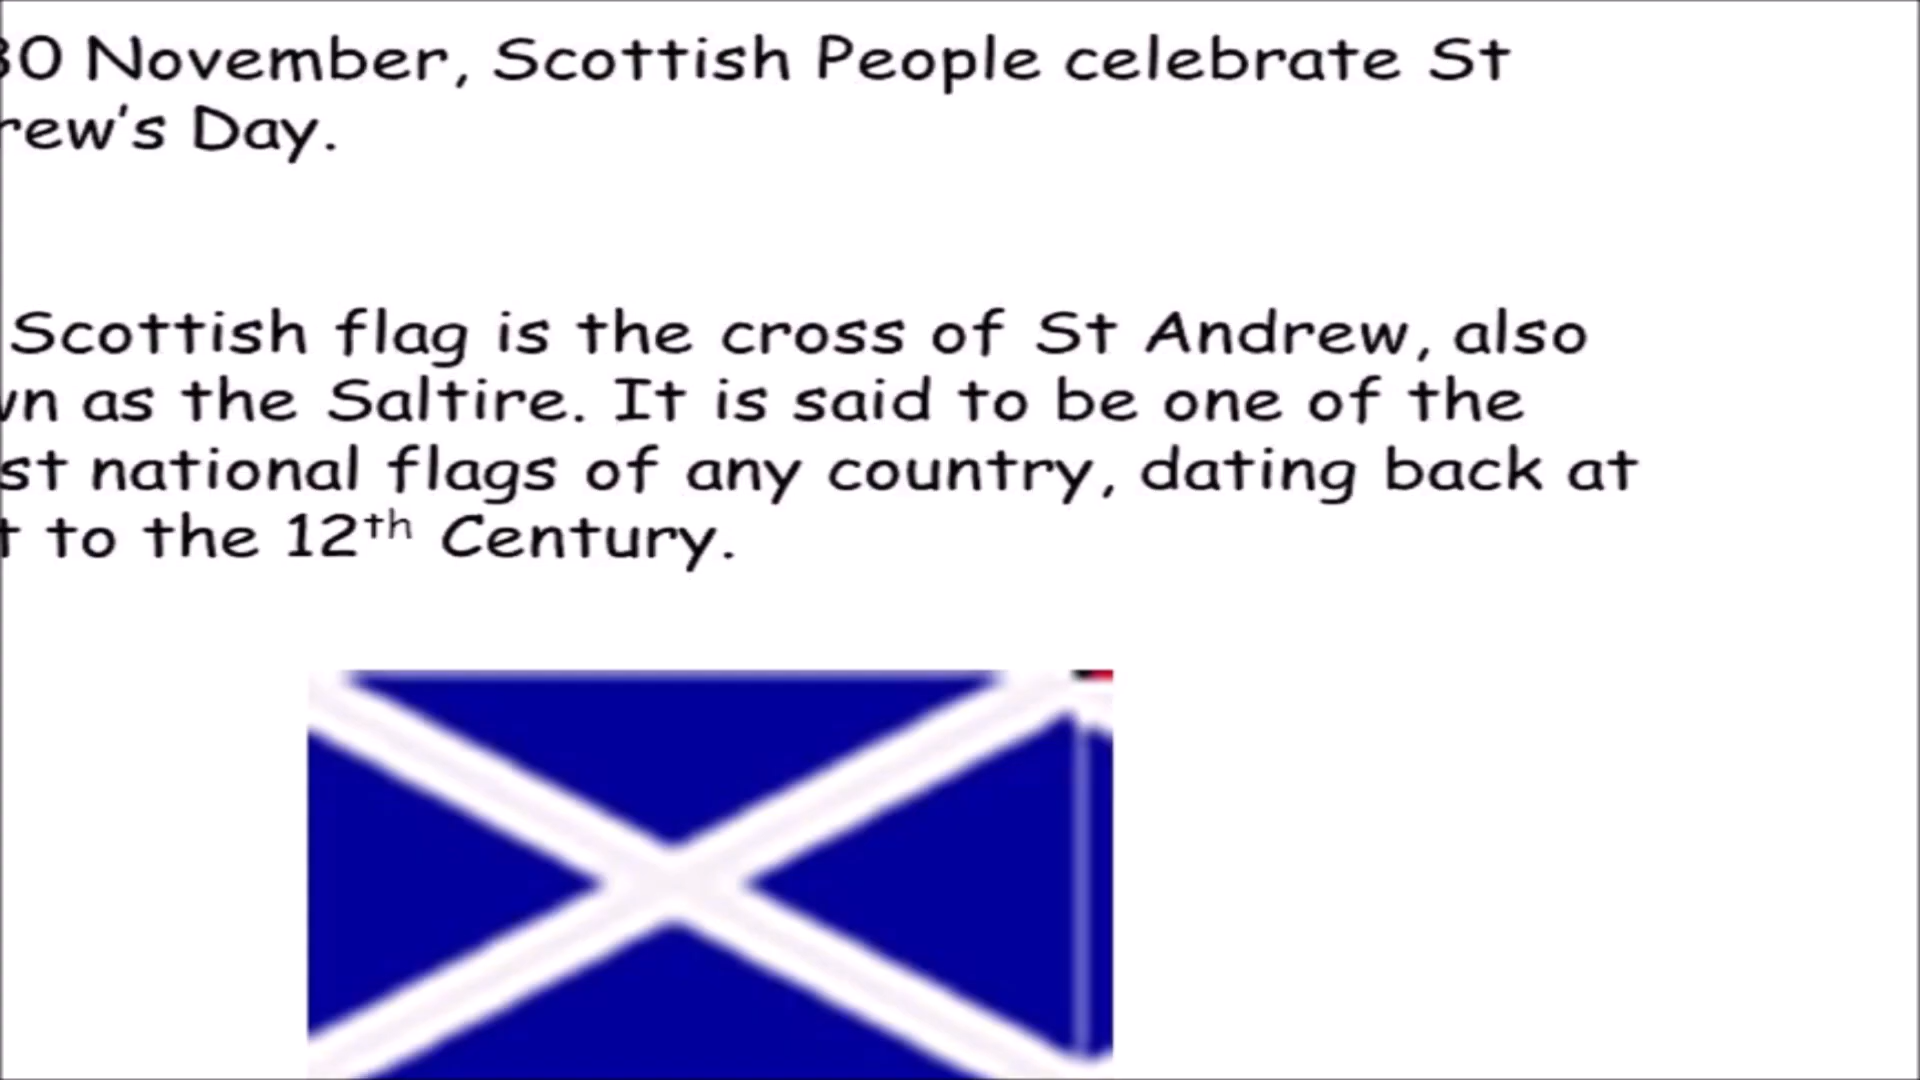 30 November, Scottish People celebrate St
rew's Day.
Scottish flag is the cross of St Andrew, also
wn as the Saltire. It is said to be one of the
st national flags of any country, dating back at
t to the 12th Century.